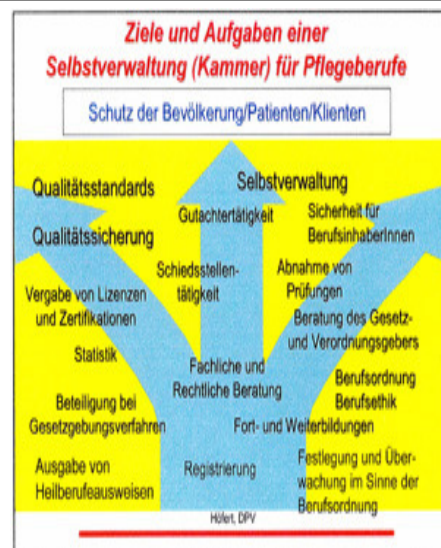 Ziele und Aufgaben einer
Selbstverwaltung (Kammer) für Pflegeberufe
Schutz der Bevölkerung/Patienten/Klienten
Qualitätsstandards
Selbstverwaltung
Gutachtertätigkeit
Sicherheit für
BerufsinhaberInnen
Qualitätssicherung
Schiedsstellen-
tätigkeit
Abnahme von
Prüfungen
Vergabe von Lizenzen
und Zertifikationen
Beratung des Gesetz-
und Verordnungsgebers
Statistik
Fachliche und
Rechtliche Beratung
Berufsordnung
Berufsethik
Beteiligung bei
Gesetzgebungsverfahren
Fort- und Weiterbildungen
Ausgabe von
Heilberufeausweisen
Registrierung
Festlegung und Über-
wachung im Sinne der
Berufsordnung
Höfert, DPV